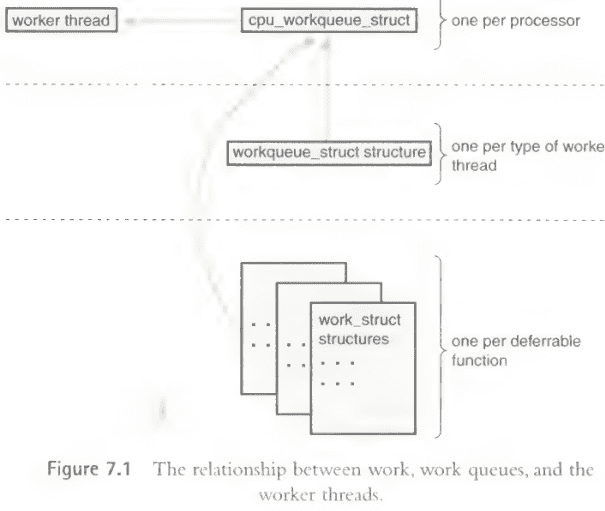 worker thread
cpu_workqueue_struct
one per processor
workqueue_struct structure
one per type of worke
thread
work_struct
structures
one per deferrable
function
Figure 7.1 The relationship between work, work queues, and the
worker threads.